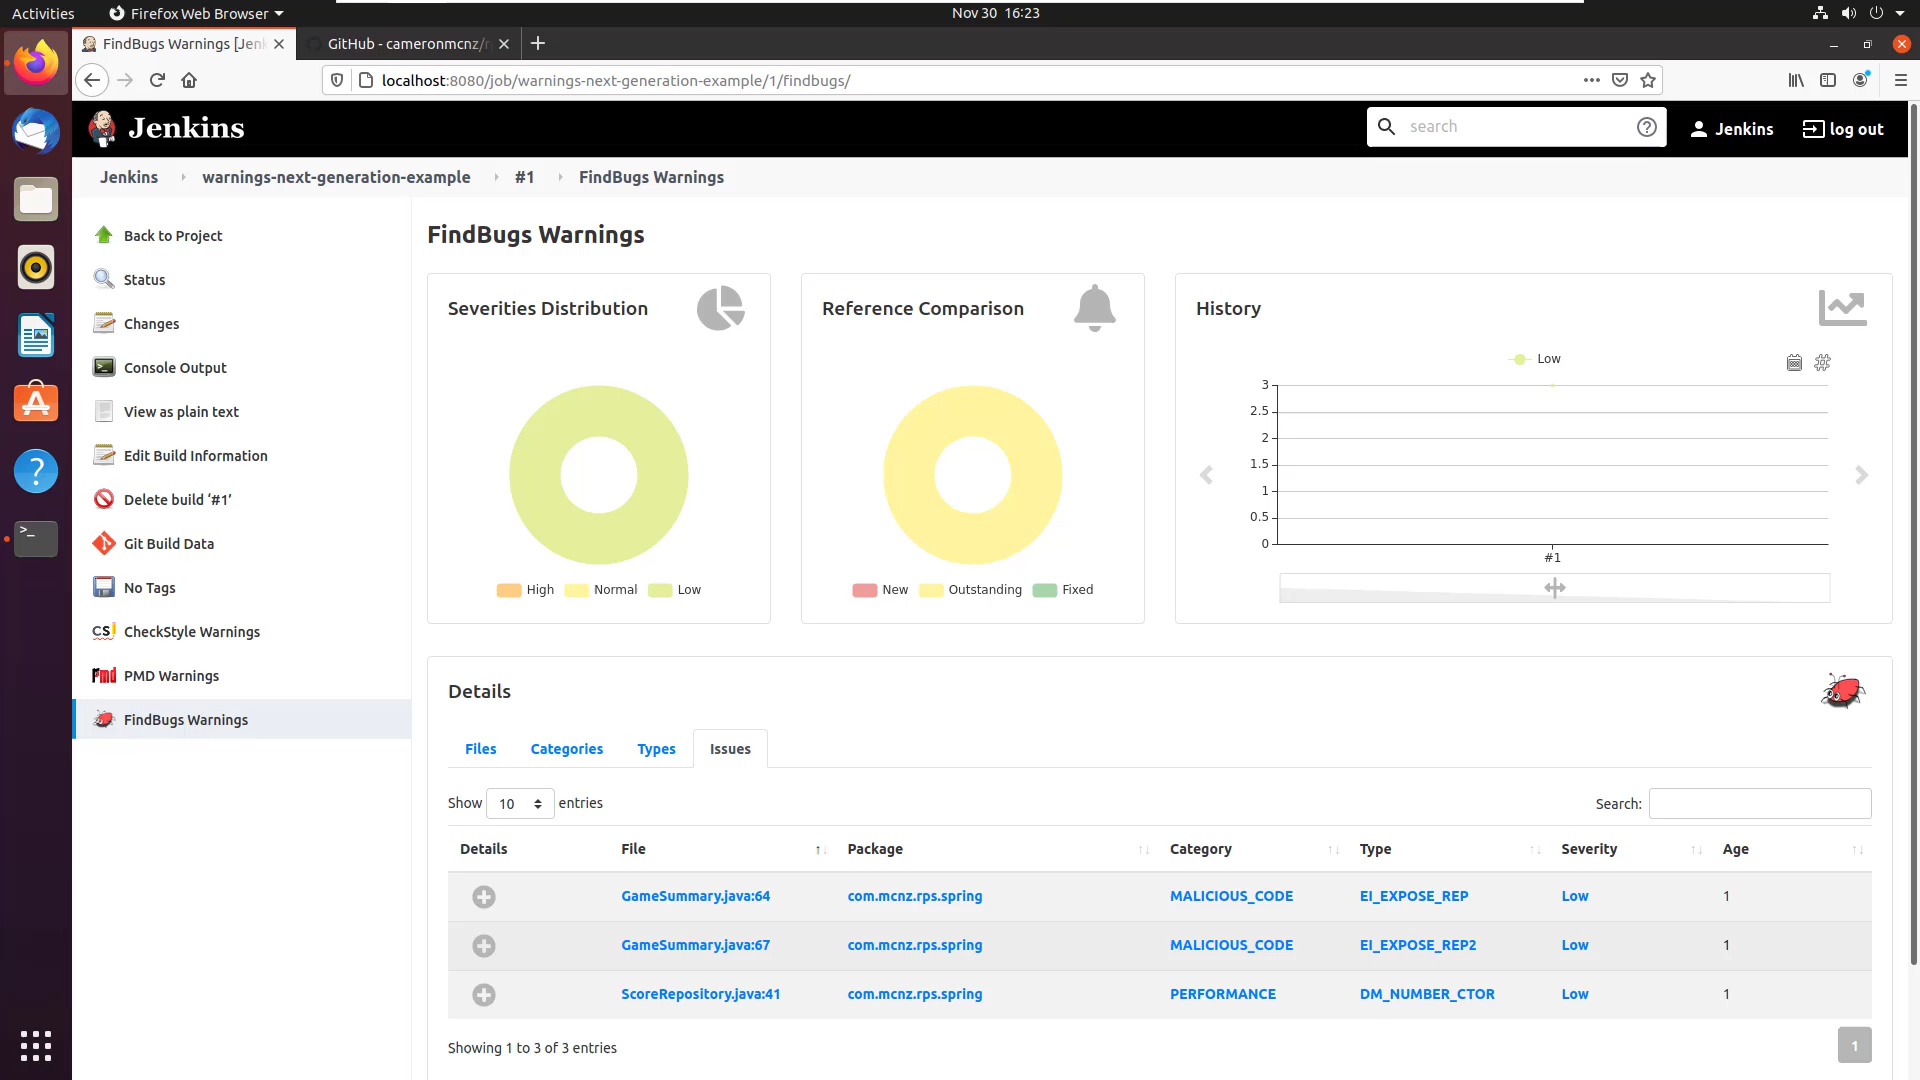 Activities
Firefox Web Browser
Nov 30 16:23
FindBugs Warnings [Jenk
GitHub - cameronmcnz/r
localhost:8080/job/warnings-next-generation-example/1/findbugs/
Jenkins
search
Jenkins
log out
Jenkins
warnings-next-generation-example
#1
FindBugs Warnings
Back to Project
Status
Changes
Console Output
View as plain text
Edit Build Information
Delete build ‘#1’
Git Build Data
No Tags
CheckStyle Warnings
PMD Warnings
FindBugs Warnings
FindBugs Warnings
Severities Distribution
High Normal Low
Reference Comparison
New Outstanding Fixed
History
Low
3
2.5
2
1.5
1
0.5
0
#1
Details
Files Categories Types Issues
Show 10 entries
Search:
Details File Package Category Type Severity Age
GameSummary.java:64 com.mcnz.rps.spring MALICIOUS_CODE EI_EXPOSE_REP Low 1
GameSummary.java:67 com.mcnz.rps.spring MALICIOUS_CODE EI_EXPOSE_REP2 Low 1
ScoreRepository.java:41 com.mcnz.rps.spring PERFORMANCE DM_NUMBER_CTOR Low 1
Showing 1 to 3 of 3 entries
1